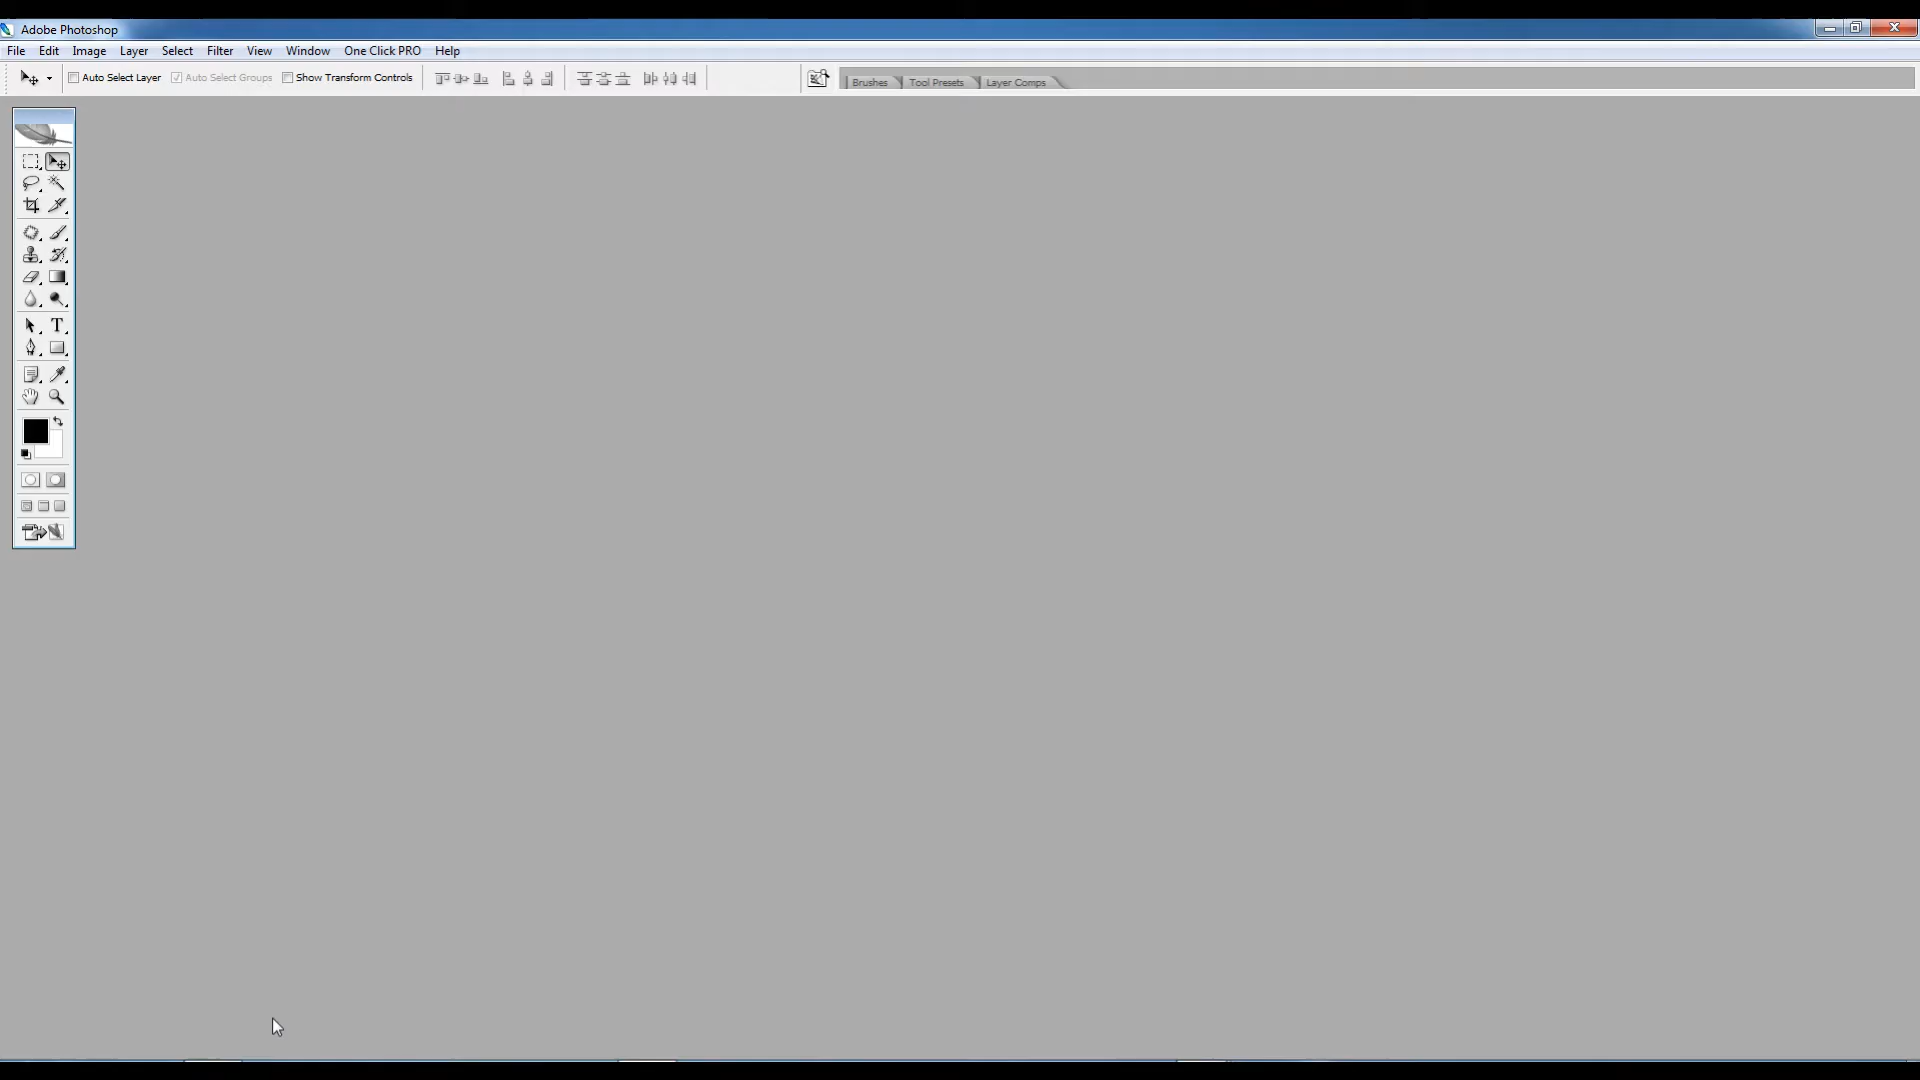 Adobe Photoshop
File Edit Image Layer Select Filter View Window One Click PRO Help
Auto Select Layer Auto Select Groups Show Transform Controls Brushes Tool Presets Layer Comps
T